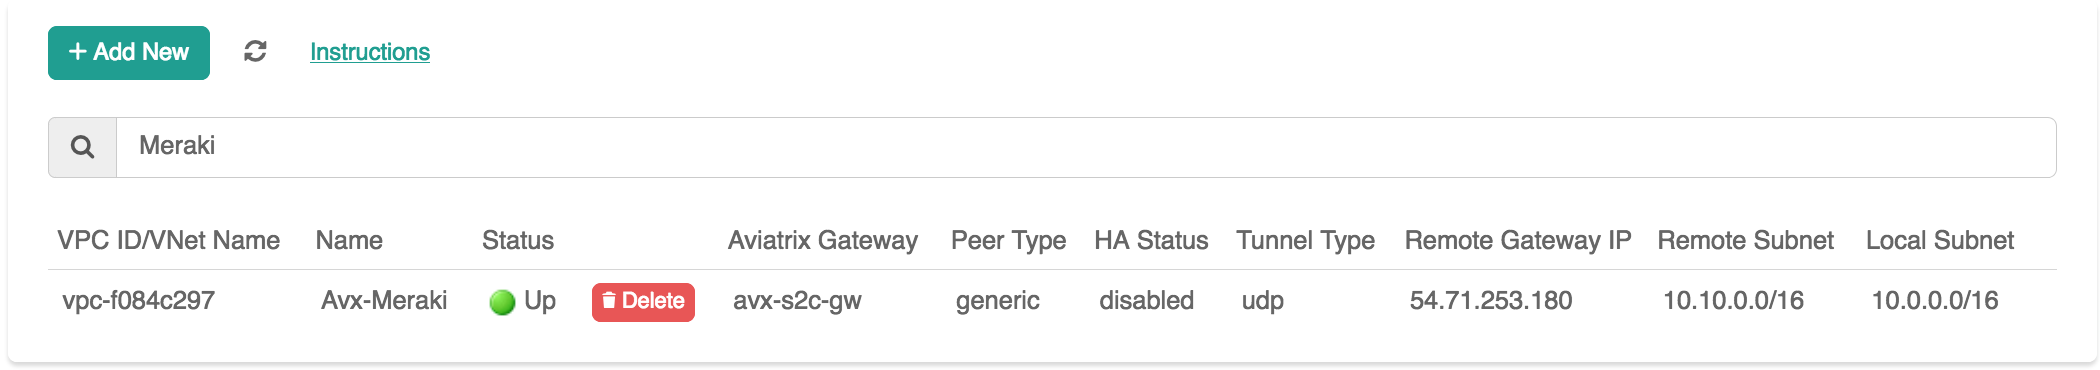 + Add New Instructions
Meraki
VPC ID/VNet Name Name Status Aviatrix Gateway Peer Type HA Status Tunnel Type Remote Gateway IP Remote Subnet Local Subnet
vpc-f084c297 Avx-Meraki Up Delete avx-s2c-gw generic disabled udp 54.71.253.180 10.10.0.0/16 10.0.0.0/16